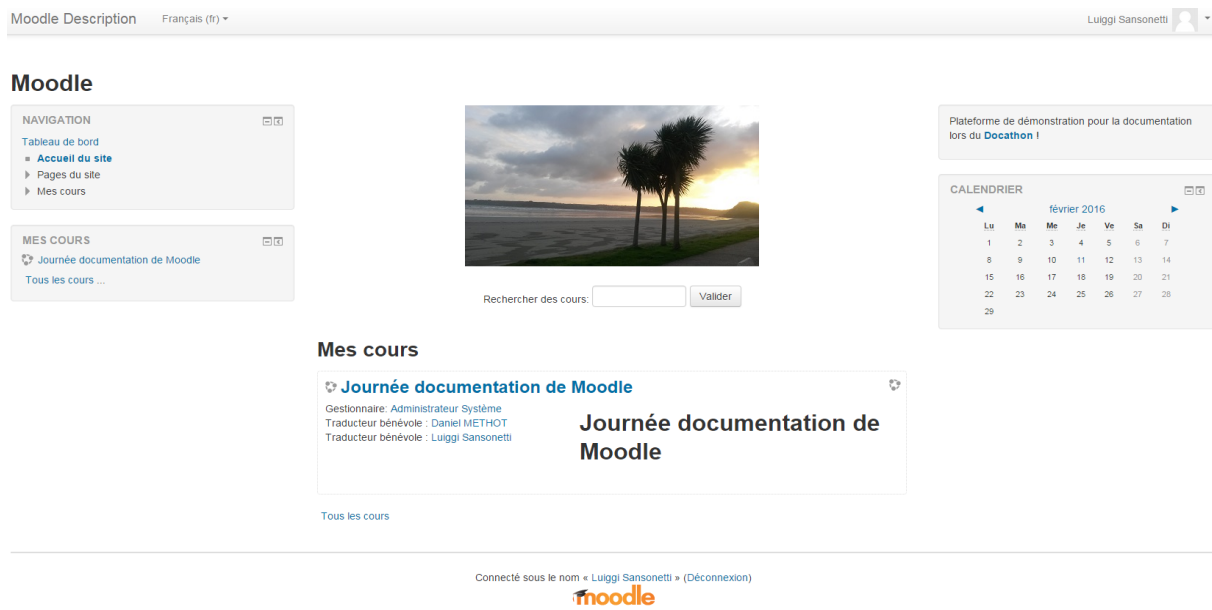 Moodle Description Français (fr) Luiggi Sansonetti
Moodle
NAVIGATION
Tableau de bord
Accueil du site
Pages du site
Mes cours
MES COURS
Journée documentation de Moodle
Tous les cours ...
Rechercher des cours: Valider
Mes cours
Journée documentation de Moodle
Gestionnaire: Administrateur Système
Traducteur bénévole : Daniel METHOT
Traducteur bénévole : Luiggi Sansonetti
Journée documentation de
Moodle
Tous les cours
Plateforme de démonstration pour la documentation
lors du Docathon !
CALENDRIER
◄ février 2016 ►
Lu Ma Me Je Ve Sa Di
1 2 3 4 5 6 7
8 9 10 11 12 13 14
15 16 17 18 19 20 21
22 23 24 25 26 27 28
29
Connecté sous le nom « Luiggi Sansonetti » (Déconnexion)
moodle